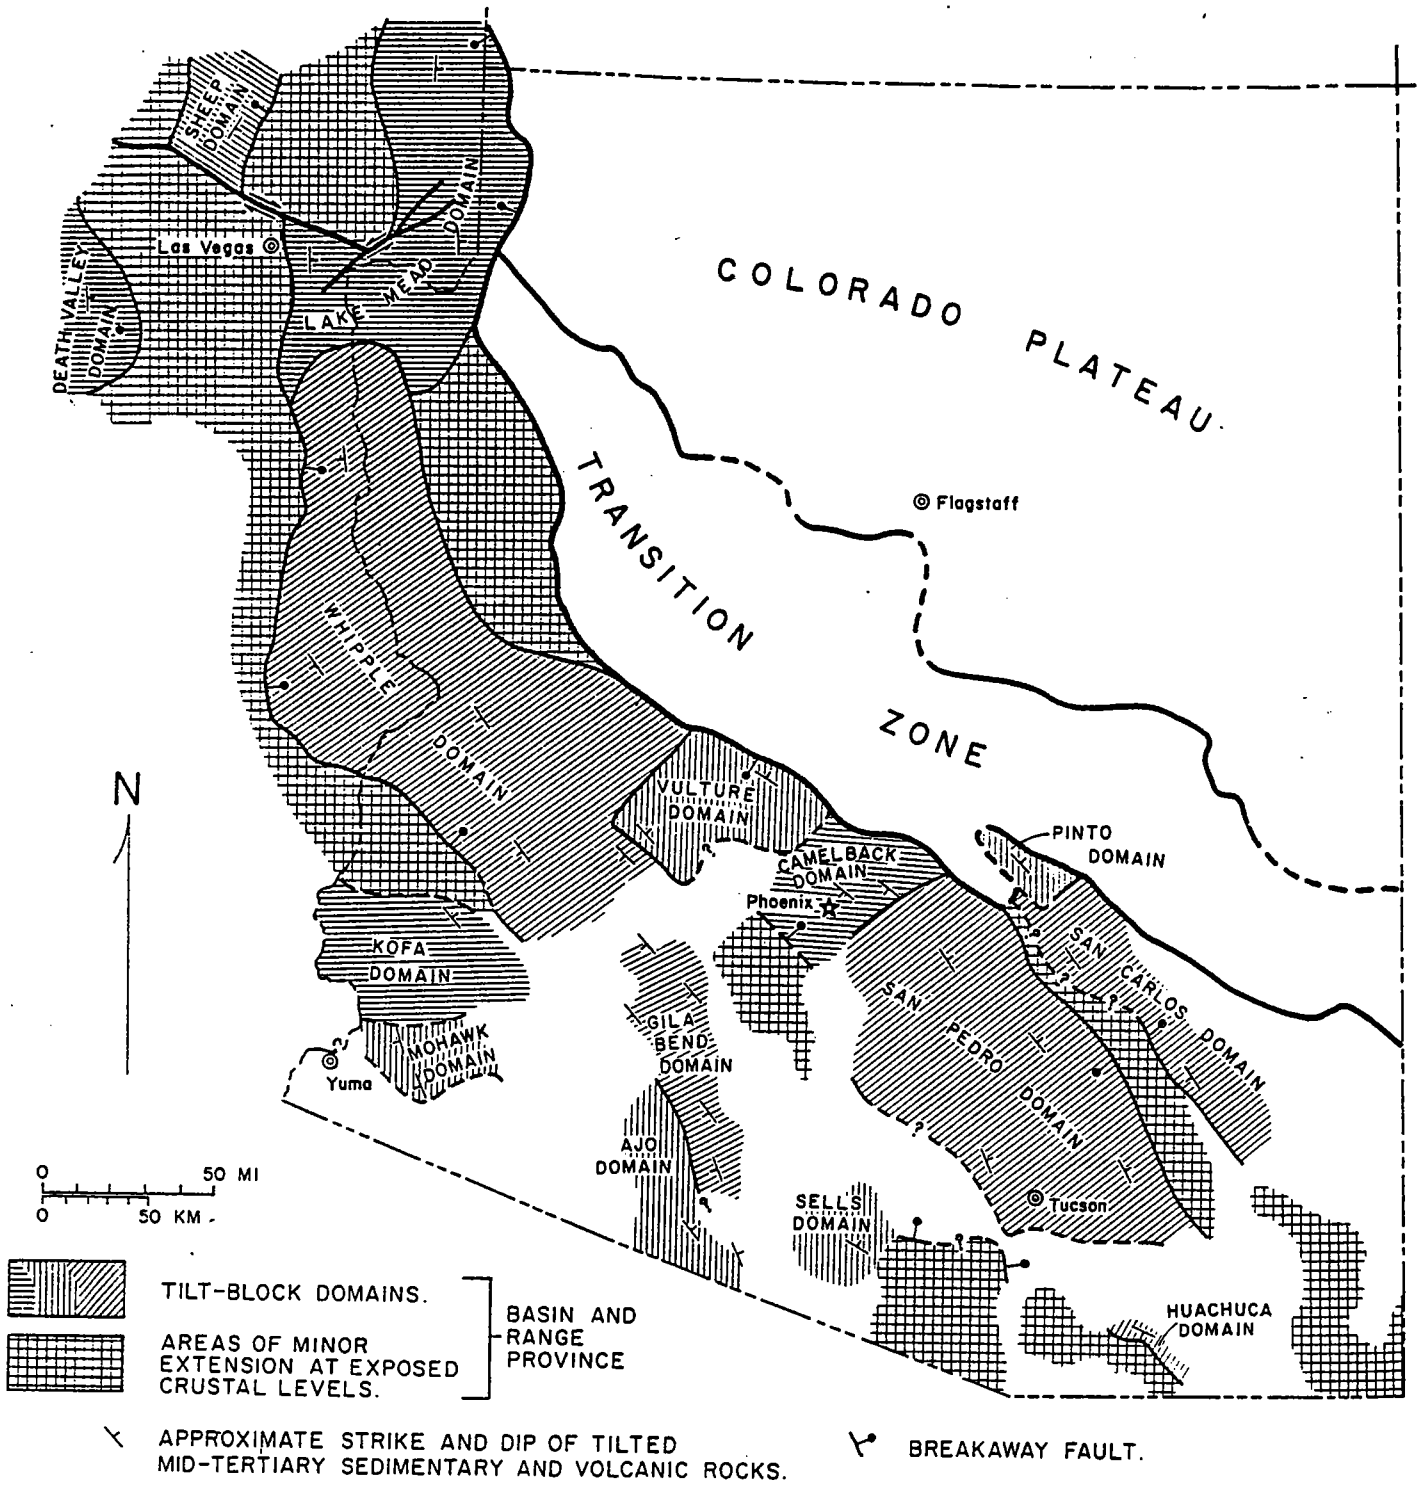 SHEEP
DOMAIN
Las Vegas
DEATH VALLEY
DOMAIN
LAKE MEAD
DOMAIN
COLORADO PLATEAU
Flagstaff
TRANSITION
ZONE
WHIPPLE
DOMAIN
N
VULTURE
DOMAIN
?
CAMELBACK
DOMAIN
Phoenix
PINTO
DOMAIN
KOFA
DOMAIN
MOHAWK
DOMAIN
?
Yuma
GILA
BEND
DOMAIN
AJO
DOMAIN
?
SAN PEDRO DOMAIN
?
SAN CARLOS DOMAIN
?
?
?
SELLS
DOMAIN
?
Tucson
HUACHUCA
DOMAIN
0 50 MI
0 50 KM
TILT-BLOCK DOMAINS.
AREAS OF MINOR
EXTENSION AT EXPOSED
CRUSTAL LEVELS.
BASIN AND
RANGE
PROVINCE
APPROXIMATE STRIKE AND DIP OF TILTED
MID-TERTIARY SEDIMENTARY AND VOLCANIC ROCKS.
BREAKAWAY FAULT.